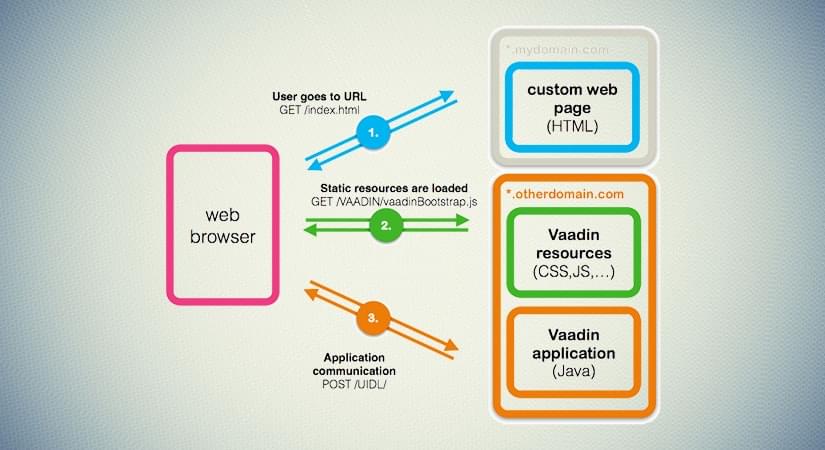 *.mydomain.com
custom web
page
(HTML)
User goes to URL
GET /index.html
1.
web
browser
Static resources are loaded
GET /VAADIN/vaadinBootstrap.js
2.
*.otherdomain.com
Vaadin
resources
(CSS,JS,...)
3.
Application
communication
POST /UIDL/
Vaadin
application
(Java)